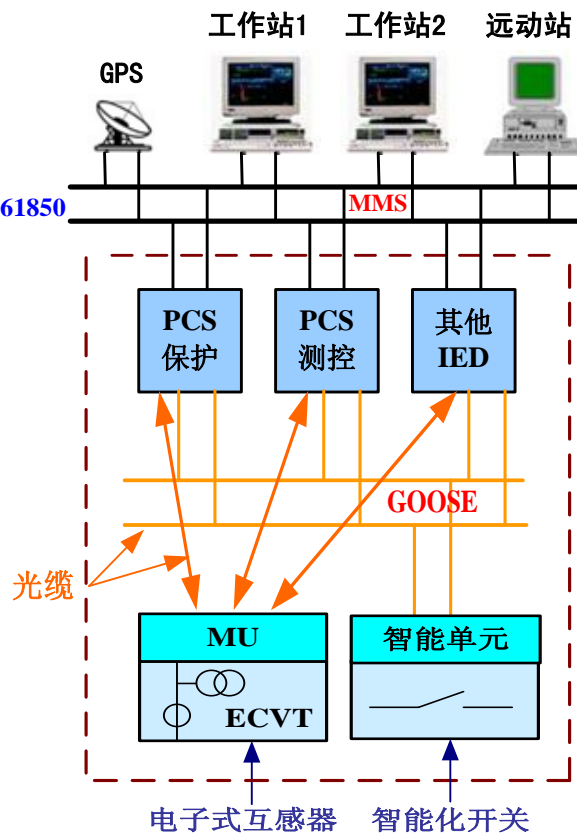 工作站1
工作站2
远动站
GPS
61850
MMS
PCS
保护
PCS
测控
其他
IED
GOOSE
光缆
MU
智能单元
ECVT
电子式互感器
智能化开关